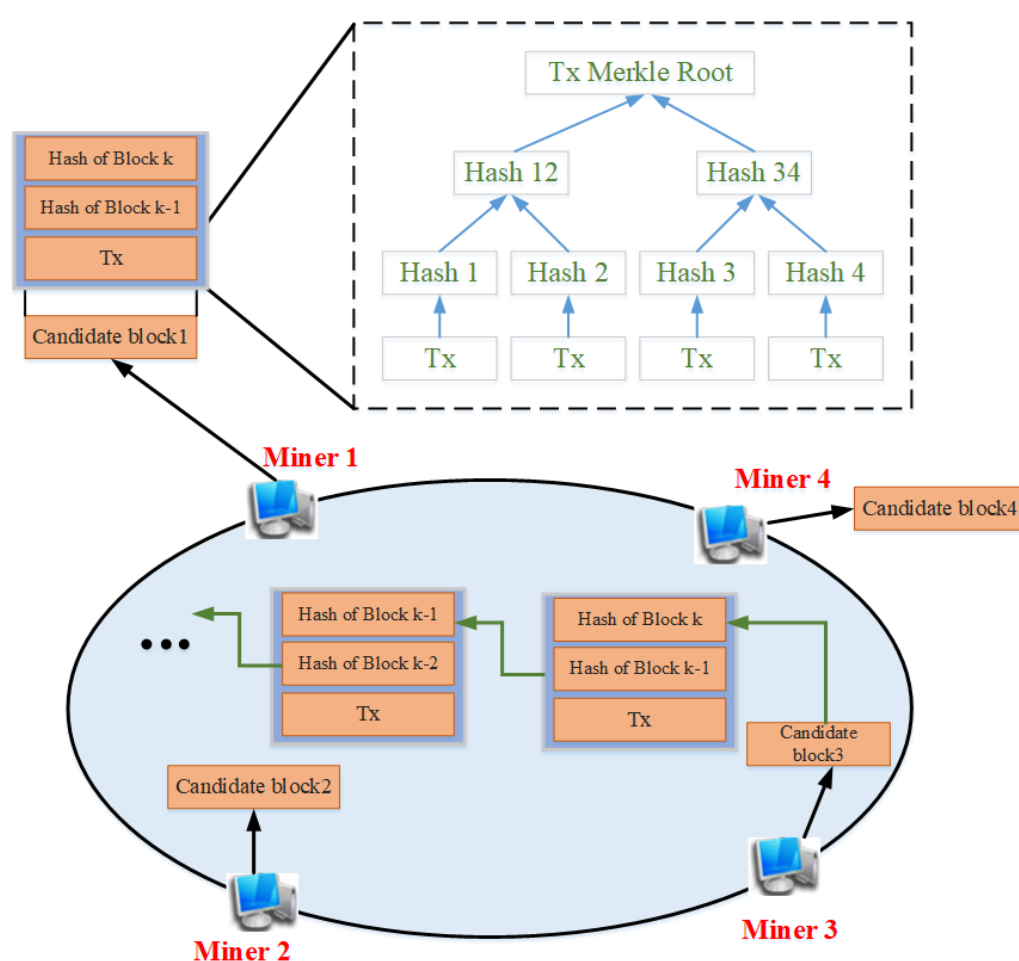 Tx Merkle Root
Hash 12
Hash 34
Hash 1
Hash 2
Hash 3
Hash 4
Tx
Tx
Tx
Tx
Hash of Block k
Hash of Block k-1
Tx
Candidate block1
Miner 1
Miner 4
Candidate block4
Hash of Block k-1
Hash of Block k-2
Tx
Hash of Block k
Hash of Block k-1
Tx
Candidate
block3
Candidate block2
Miner 2
Miner 3